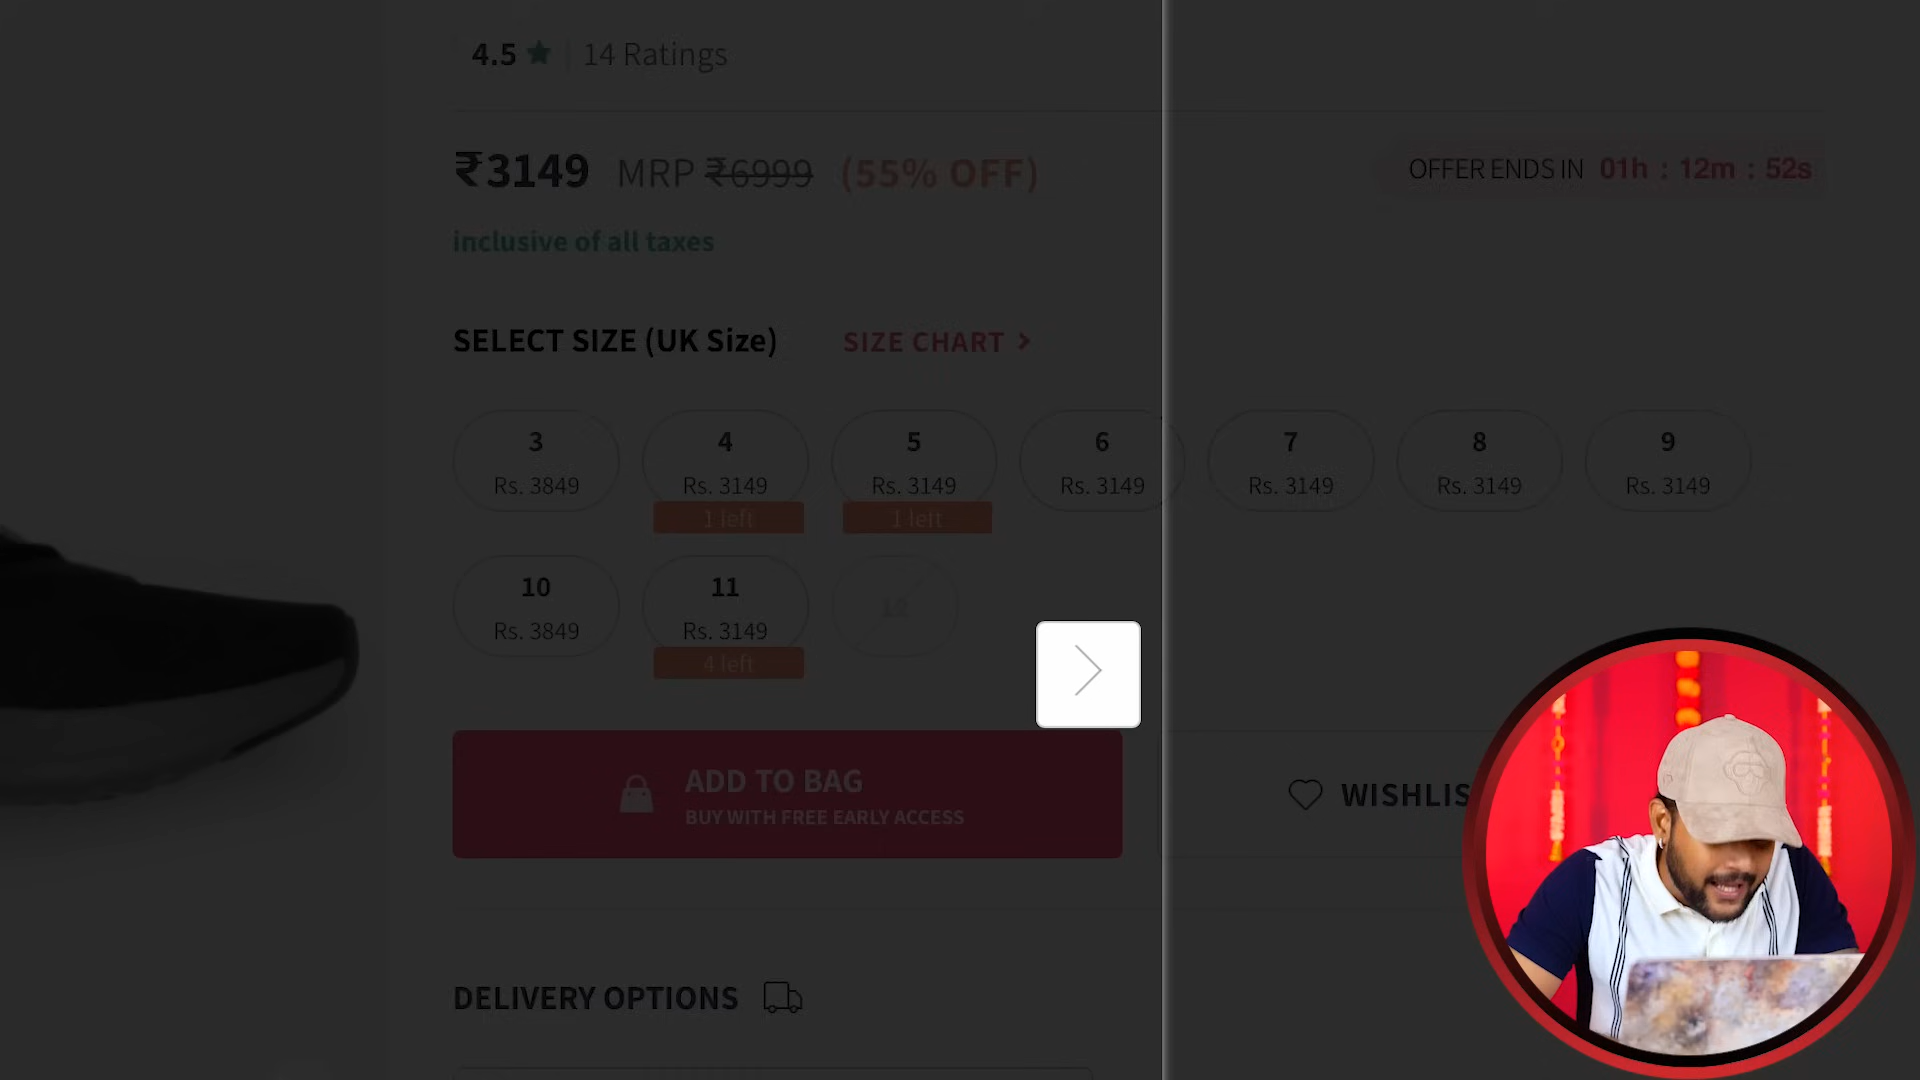 4.5 | 14 Ratings
₹3149 MRP ₹6999 (55% OFF)
OFFER ENDS IN 01h : 12m : 52s
inclusive of all taxes
SELECT SIZE (UK Size) SIZE CHART >
3 4 5 6 7 8 9
Rs. 3849 Rs. 3149 Rs. 3149 Rs. 3149 Rs. 3149 Rs. 3149 Rs. 3149
1 left 1 left
10 11 12
Rs. 3849 Rs. 3149
4 left
ADD TO BAG
BUY WITH FREE EARLY ACCESS
WISHLIS
DELIVERY OPTIONS